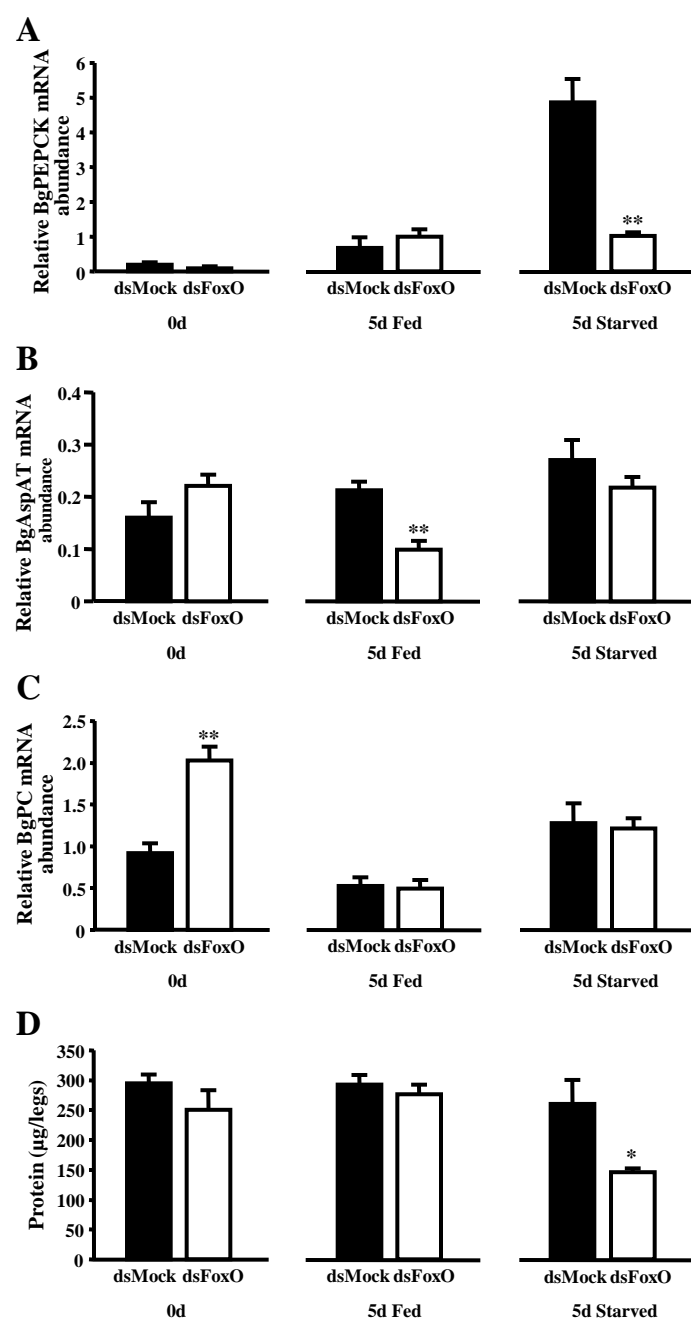 A
Relative BgPEPCK mRNA
abundance
6
5
4
3
2
1
0
**
dsMock dsFoxO
dsMock dsFoxO
dsMock dsFoxO
0d
5d Fed
5d Starved
B
Relative BgAspAT mRNA
abundance
0.4
0.3
0.2
0.1
0
**
dsMock dsFoxO
dsMock dsFoxO
dsMock dsFoxO
0d
5d Fed
5d Starved
C
Relative BgPC mRNA
abundance
2.5
2.0
1.5
1.0
0.5
0
**
dsMock dsFoxO
dsMock dsFoxO
dsMock dsFoxO
0d
5d Fed
5d Starved
D
Protein (µg/legs)
350
300
250
200
150
100
50
0
*
dsMock dsFoxO
dsMock dsFoxO
dsMock dsFoxO
0d
5d Fed
5d Starved